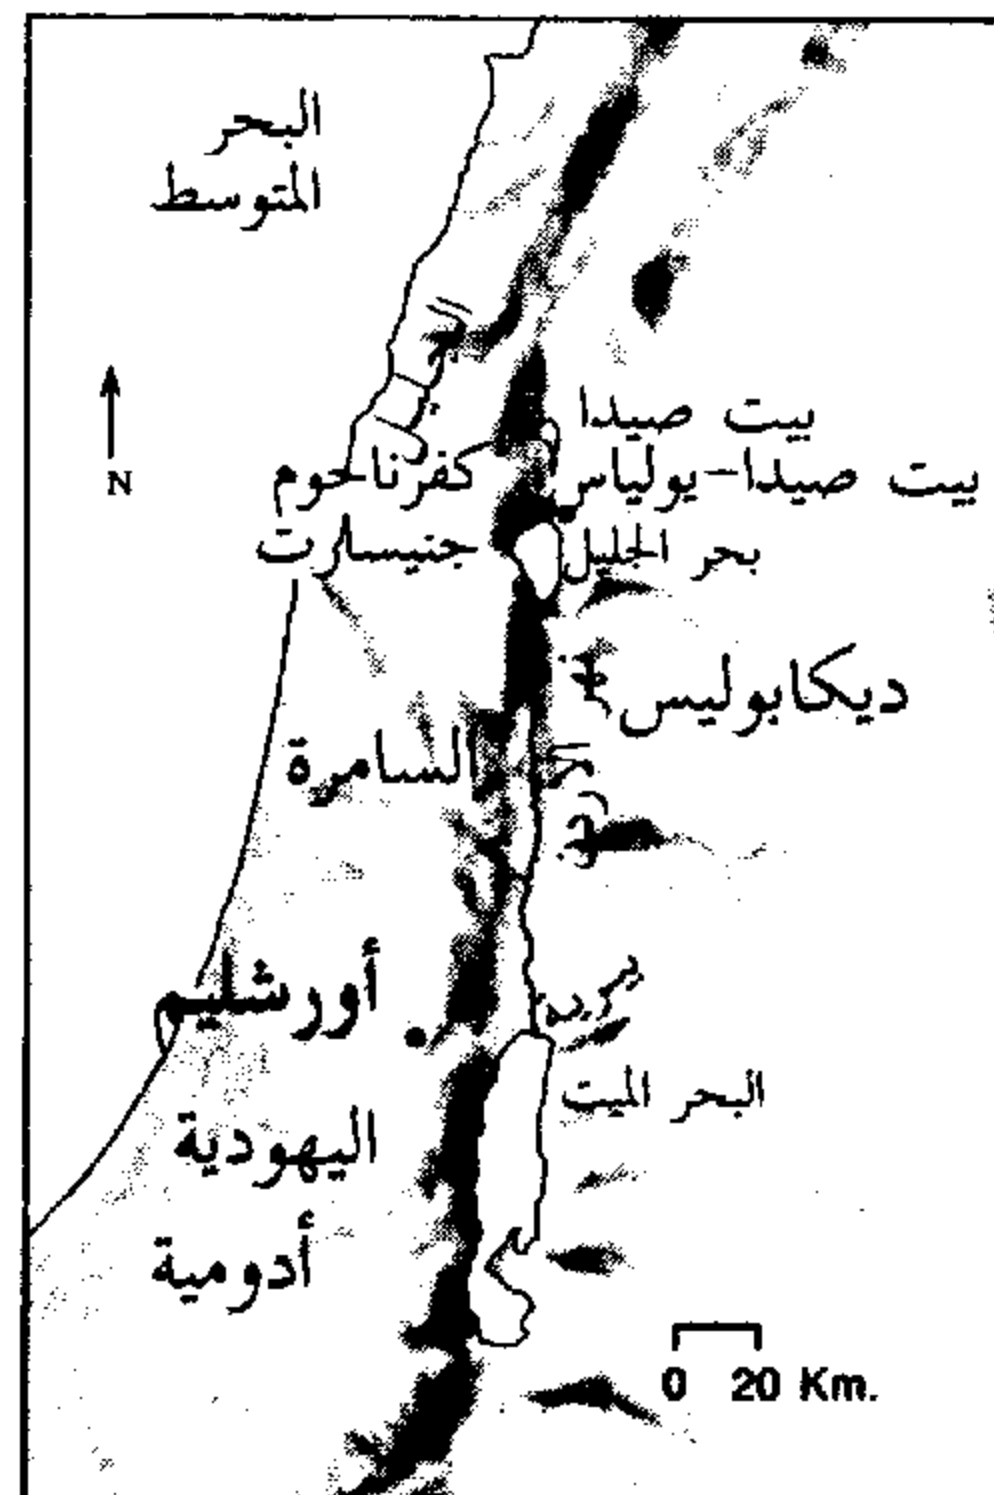 البحر
المتوسط
N
بيت صيدا
بيت صيدا-يولياس
كفرناحوم
جنيسارت
بحر الجليل
ديكابوليس
السامرة
أورشليم
البحر الميت
اليهودية
أدومية
0 20 Km.